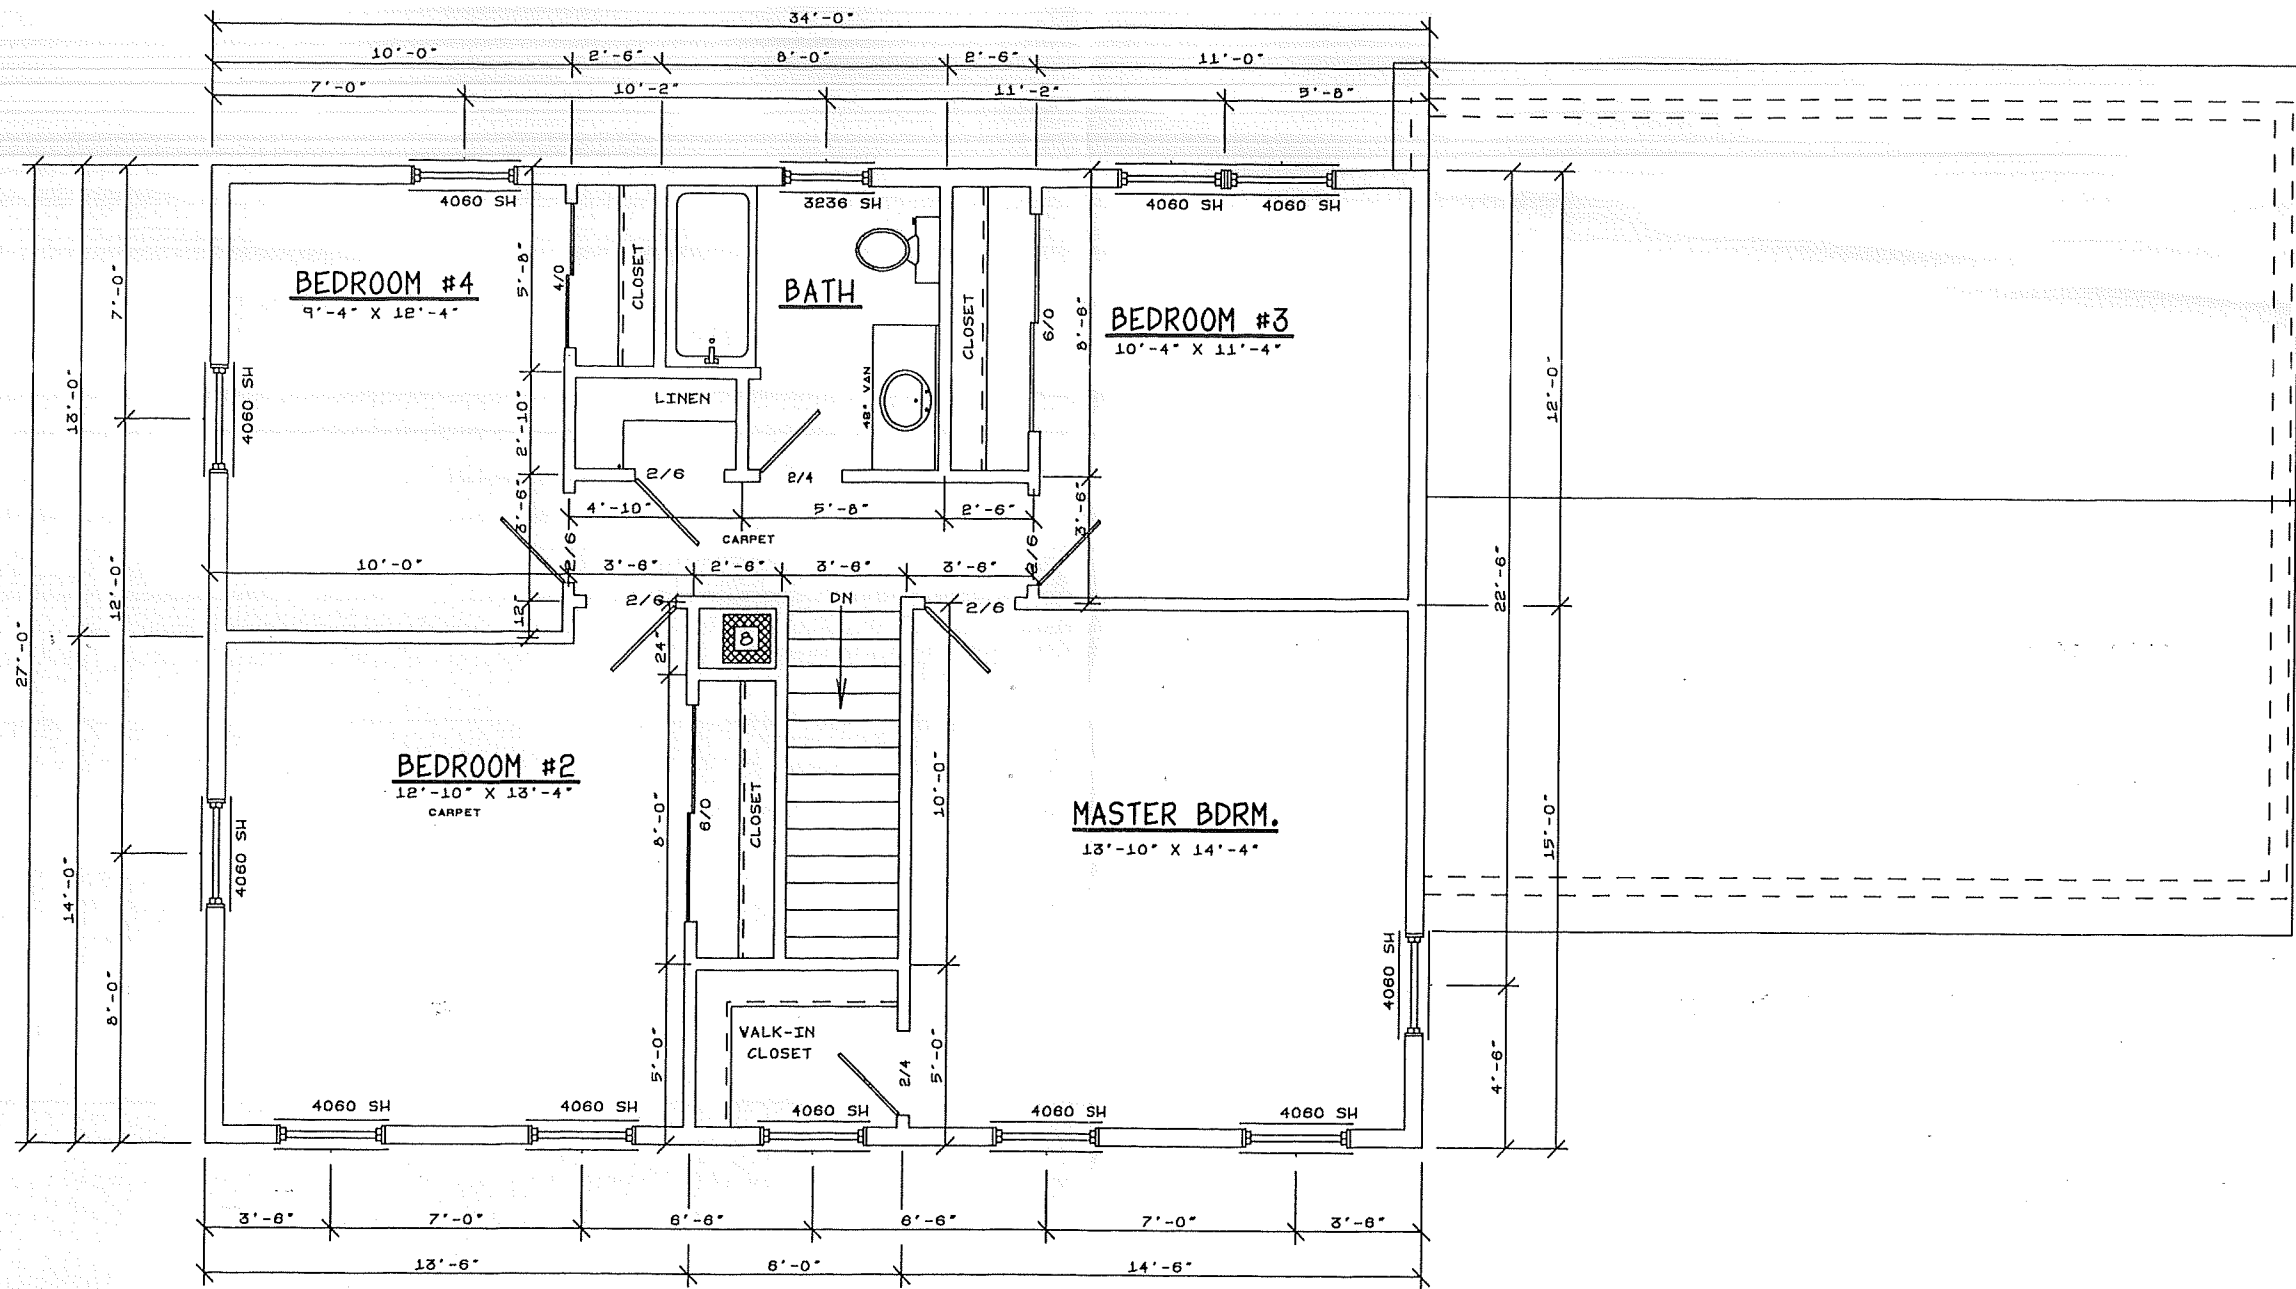 34'-0"
10'-0" 2'-6" 8'-0" 2'-6" 11'-0"
7'-0" 10'-2" 11'-2" 5'-8"
4060 SH
3236 SH
4060 SH 4060 SH
BEDROOM #4
9'-4" X 12'-4"
5'-8"
4/0
CLOSET
BATH
CLOSET
6/0
8'-6"
BEDROOM #3
10'-4" X 11'-4"
7'-0"
13'-0"
4060 SH
2'-10"
LINEN
48" VAN
12'-0"
2/6
2/4
3'-6"
4'-10" 5'-8" 2'-6"
3'-6"
CARPET
2/6
2/6
10'-0" 3'-6" 2'-6" 3'-6" 3'-6"
12"
2/6
DN
2/6
12'-0"
22'-6"
27'-0"
24"
8
BEDROOM #2
12'-10" X 13'-4"
CARPET
8'-0"
6/0
CLOSET
10'-0"
MASTER BDRM.
13'-10" X 14'-4"
4060 SH
14'-0"
15'-0"
8'-0"
4060 SH
WALK-IN
CLOSET
5'-0"
2/4
5'-0"
4'-6"
4060 SH 4060 SH 4060 SH 4060 SH 4060 SH
3'-6" 7'-0" 6'-6" 6'-6" 7'-0" 3'-6"
13'-6" 6'-0" 14'-6"